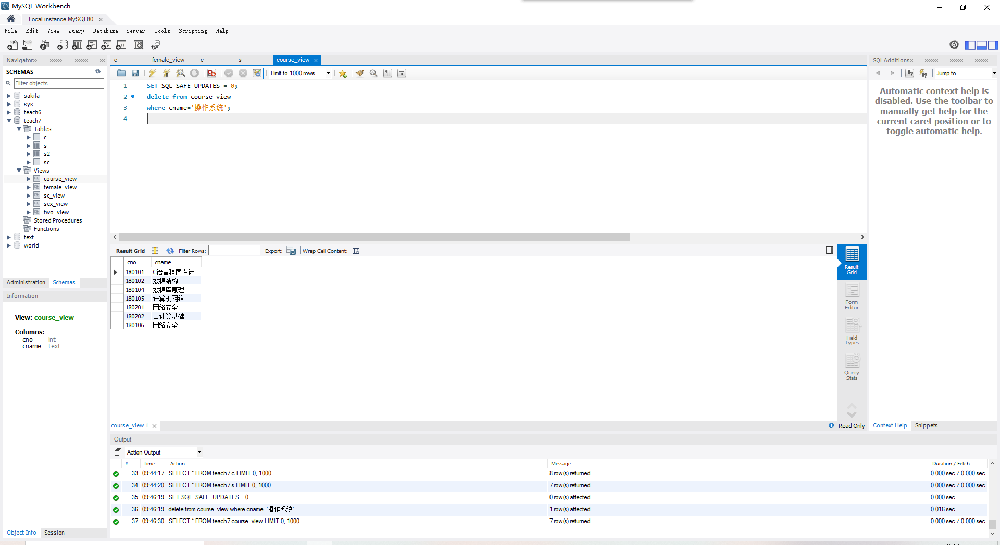 MySQL Workbench
Local instance MySQL80
File Edit View Query Database Server Tools Scripting Help
Navigator
SCHEMAS
Filter objects
sakila
sys
teach6
teach7
Tables
c
s
s2
sc
Views
course_view
female_view
sc_view
sex_view
two_view
Stored Procedures
Functions
text
world
Administration Schemas
Information
View: course_view
Columns:
cno int
cname text
Object Info Session
c female_view c s course_view
Limit to 1000 rows
1 SET SQL_SAFE_UPDATES = 0;
2 delete from course_view
3 where cname='操作系统';
4
Result Grid Filter Rows: Export: Wrap Cell Content:
cno cname
180101 C语言程序设计
180102 数据结构
180104 数据库原理
180105 计算机网络
180201 网络安全
180202 云计算基础
180106 网络安全
Result Grid
Form Editor
Field Types
Query Stats
course_view 1
Read Only
SQLAdditions
Jump to
Automatic context help is
disabled. Use the toolbar to
manually get help for the
current caret position or to
toggle automatic help.
Context Help Snippets
Output
Action Output
# Time Action Message Duration / Fetch
33 09:44:17 SELECT * FROM teach7.c LIMIT 0, 1000 8 row(s) returned 0.000 sec / 0.000 sec
34 09:44:20 SELECT * FROM teach7.s LIMIT 0, 1000 7 row(s) returned 0.000 sec / 0.000 sec
35 09:46:19 SET SQL_SAFE_UPDATES = 0 0 row(s) affected 0.000 sec
36 09:46:19 delete from course_view where cname='操作系统' 1 row(s) affected 0.016 sec
37 09:46:30 SELECT * FROM teach7.course_view LIMIT 0, 1000 7 row(s) returned 0.000 sec / 0.000 sec